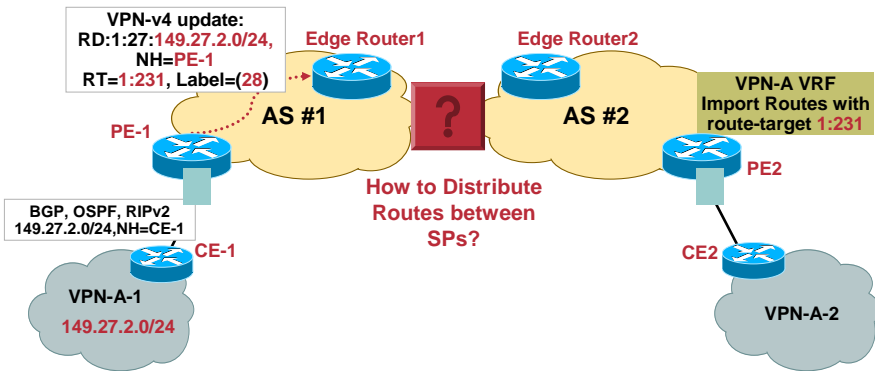 VPN-v4 update:
RD:1:27:149.27.2.0/24,
NH=PE-1
RT=1:231, Label=(28)
Edge Router1
Edge Router2
AS #1
?
AS #2
VPN-A VRF
Import Routes with
route-target 1:231
PE-1
PE2
How to Distribute
Routes between
SPs?
BGP, OSPF, RIPv2
149.27.2.0/24,NH=CE-1
CE-1
CE2
VPN-A-1
149.27.2.0/24
VPN-A-2